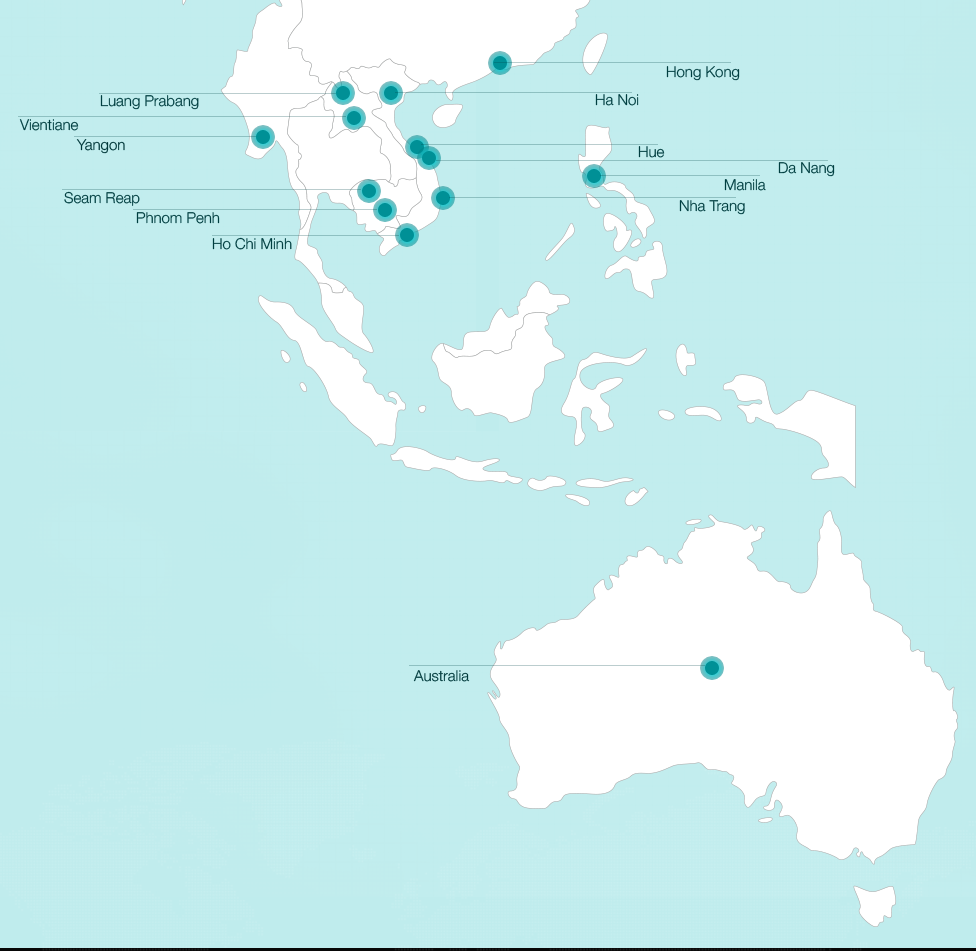 Hong Kong
Luang Prabang
Ha Noi
Vientiane
Yangon
Hue
Da Nang
Manila
Seam Reap
Nha Trang
Phnom Penh
Ho Chi Minh
Australia